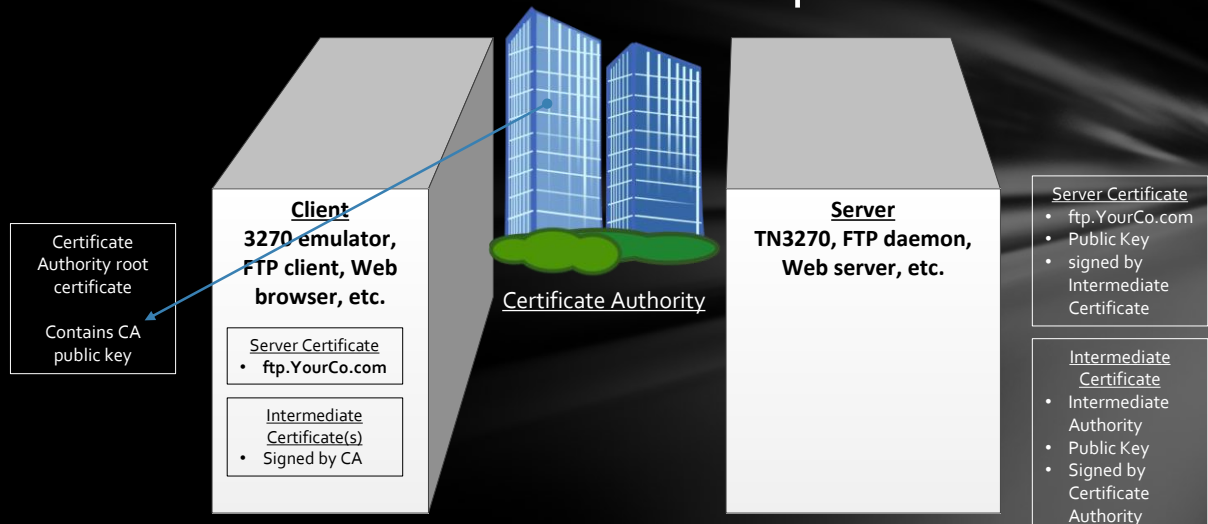 Certificate
Authority root
certificate
Contains CA
public key
Client
3270 emulator,
FTP client, Web
browser, etc.
Server Certificate
• ftp.YourCo.com
Intermediate
Certificate(s)
• Signed by CA
Certificate Authority
Server
TN3270, FTP daemon,
Web server, etc.
Server Certificate
• ftp.YourCo.com
• Public Key
• signed by
Intermediate
Certificate
Intermediate
Certificate
• Intermediate
Authority
• Public Key
• Signed by
Certificate
Authority